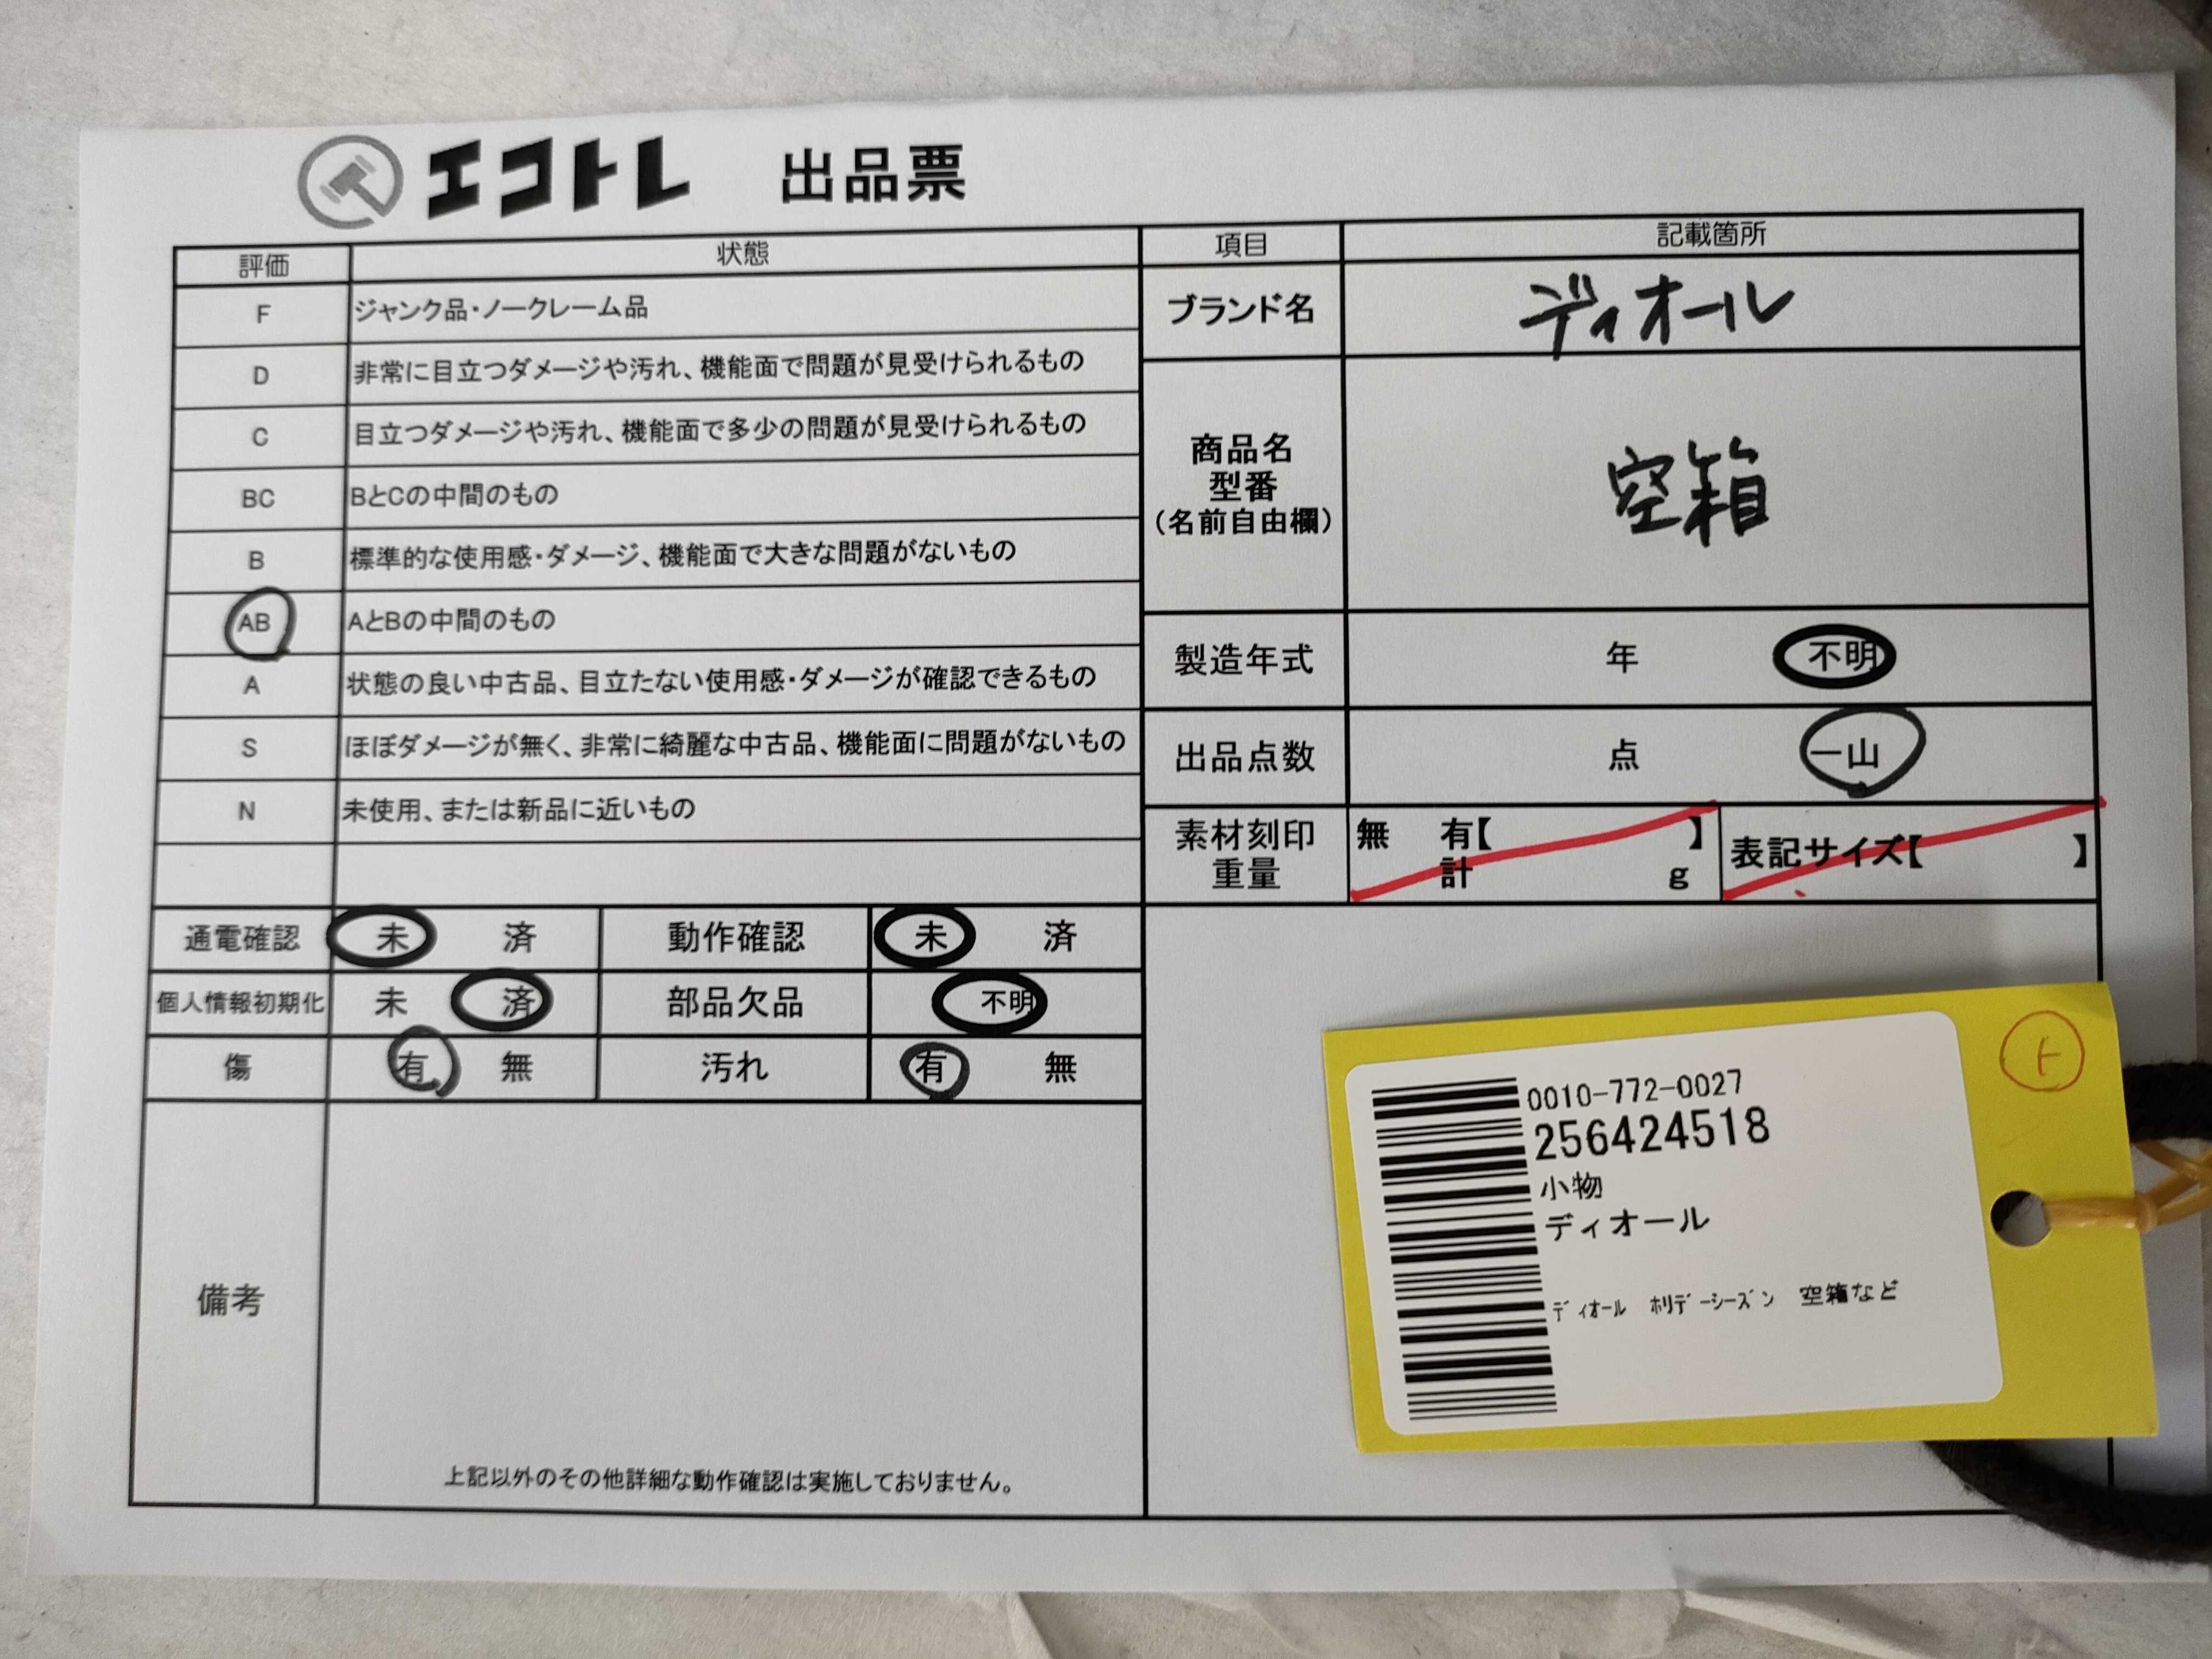 エコトレ 出品票
評価 状態
F ジャンク品・ノークレーム品
D 非常に目立つダメージや汚れ、機能面で問題が見受けられるもの
C 目立つダメージや汚れ、機能面で多少の問題が見受けられるもの
BC BとCの中間のもの
B 標準的な使用感・ダメージ、機能面で大きな問題がないもの
AB AとBの中間のもの
A 状態の良い中古品、目立たない使用感・ダメージが確認できるもの
S ほぼダメージが無く、非常に綺麗な中古品、機能面に問題がないもの
N 未使用、または新品に近いもの
通電確認 未 済 動作確認 未 済
個人情報初期化 未 済 部品欠品 不明
傷 有 無 汚れ 有 無
備考
上記以外のその他詳細な動作確認は実施しておりません。
項目 記載箇所
ブランド名 ディオール
商品名
型番
(名前自由欄)
空箱
製造年式 年 不明
出品点数 点 一山
素材刻印 無 有【 】 表記サイズ【 】
重量 計 g
0010-772-0027
256424518
小物
ディオール
ディオール ホリデーシーズン 空箱など
ト